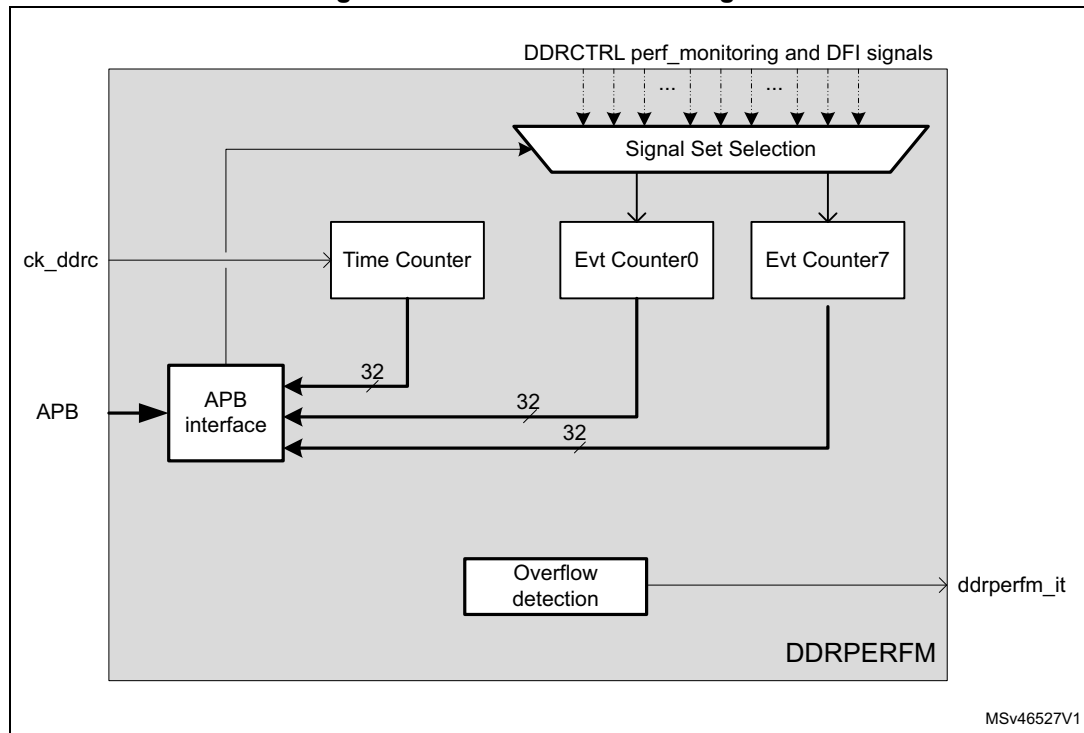 DDRCTRL perf_monitoring and DFI signals
... ...
Signal Set Selection
ck_ddrc
Time Counter
Evt Counter0
Evt Counter7
32
APB
APB
interface
32
32
Overflow
detection
ddrperfm_it
DDRPERFM
MSv46527V1